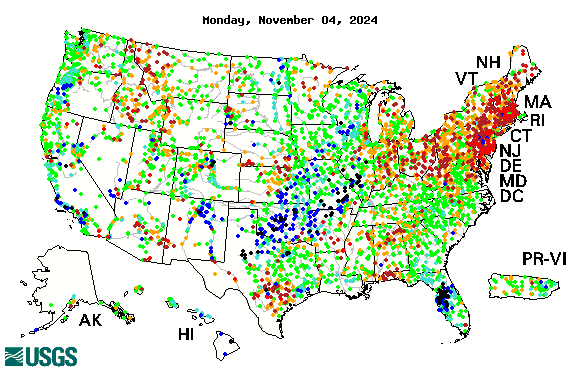 Monday, November 04, 2024
NH
VT
MA
RI
CT
NJ
DE
MD
DC
PR-VI
AK
HI
USGS